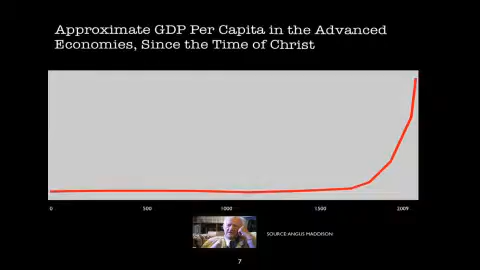 Approximate GDP Per Capita in the Advanced
Economies, Since the Time of Christ
0 500 1000 1500
SOURCE:ANGUS MADDISON
7